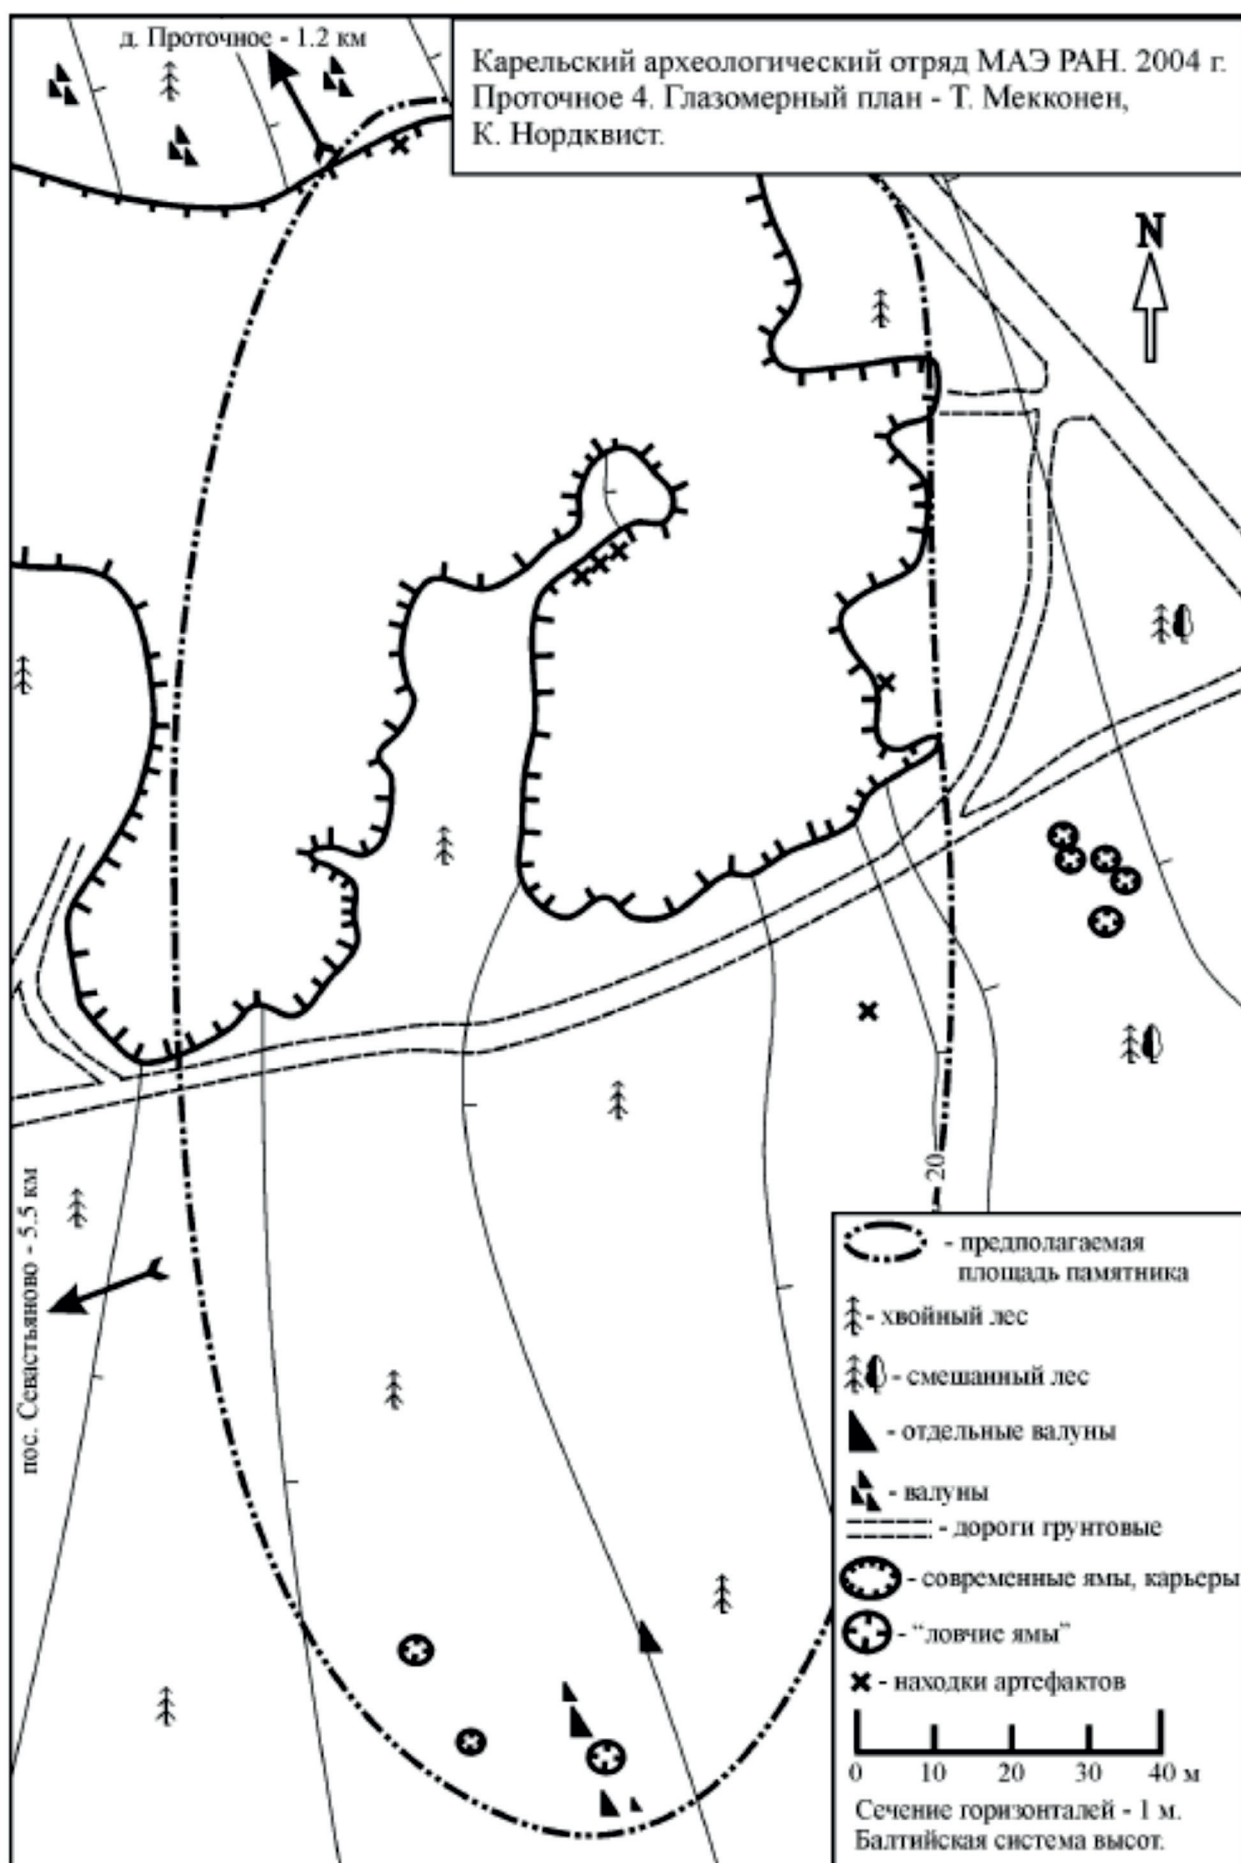 д. Проточное - 1.2 км
Карельский археологический отряд МАЭ РАН. 2004 г.
Проточное 4. Глазомерный план - Т. Мекконен,
К. Нордквист.
N
пос. Севастьяново - 5.5 км
20
- предполагаемая
площадь памятника
- хвойный лес
- смешанный лес
- отдельные валуны
- валуны
- дороги грунтовые
- современные ямы, карьеры
- “ловчие ямы”
- находки артефактов
0 10 20 30 40 м
Сечение горизонталей - 1 м.
Балтийская система высот.